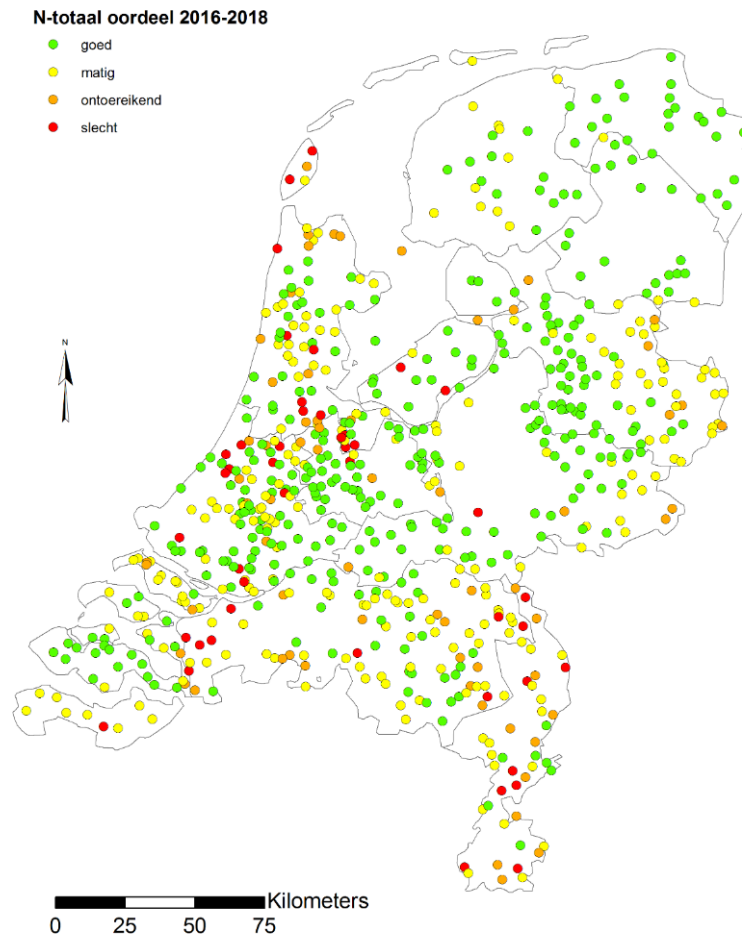 N-totaal oordeel 2016-2018
goed
matig
ontoereikend
slecht
N
Kilometers
0 25 50 75